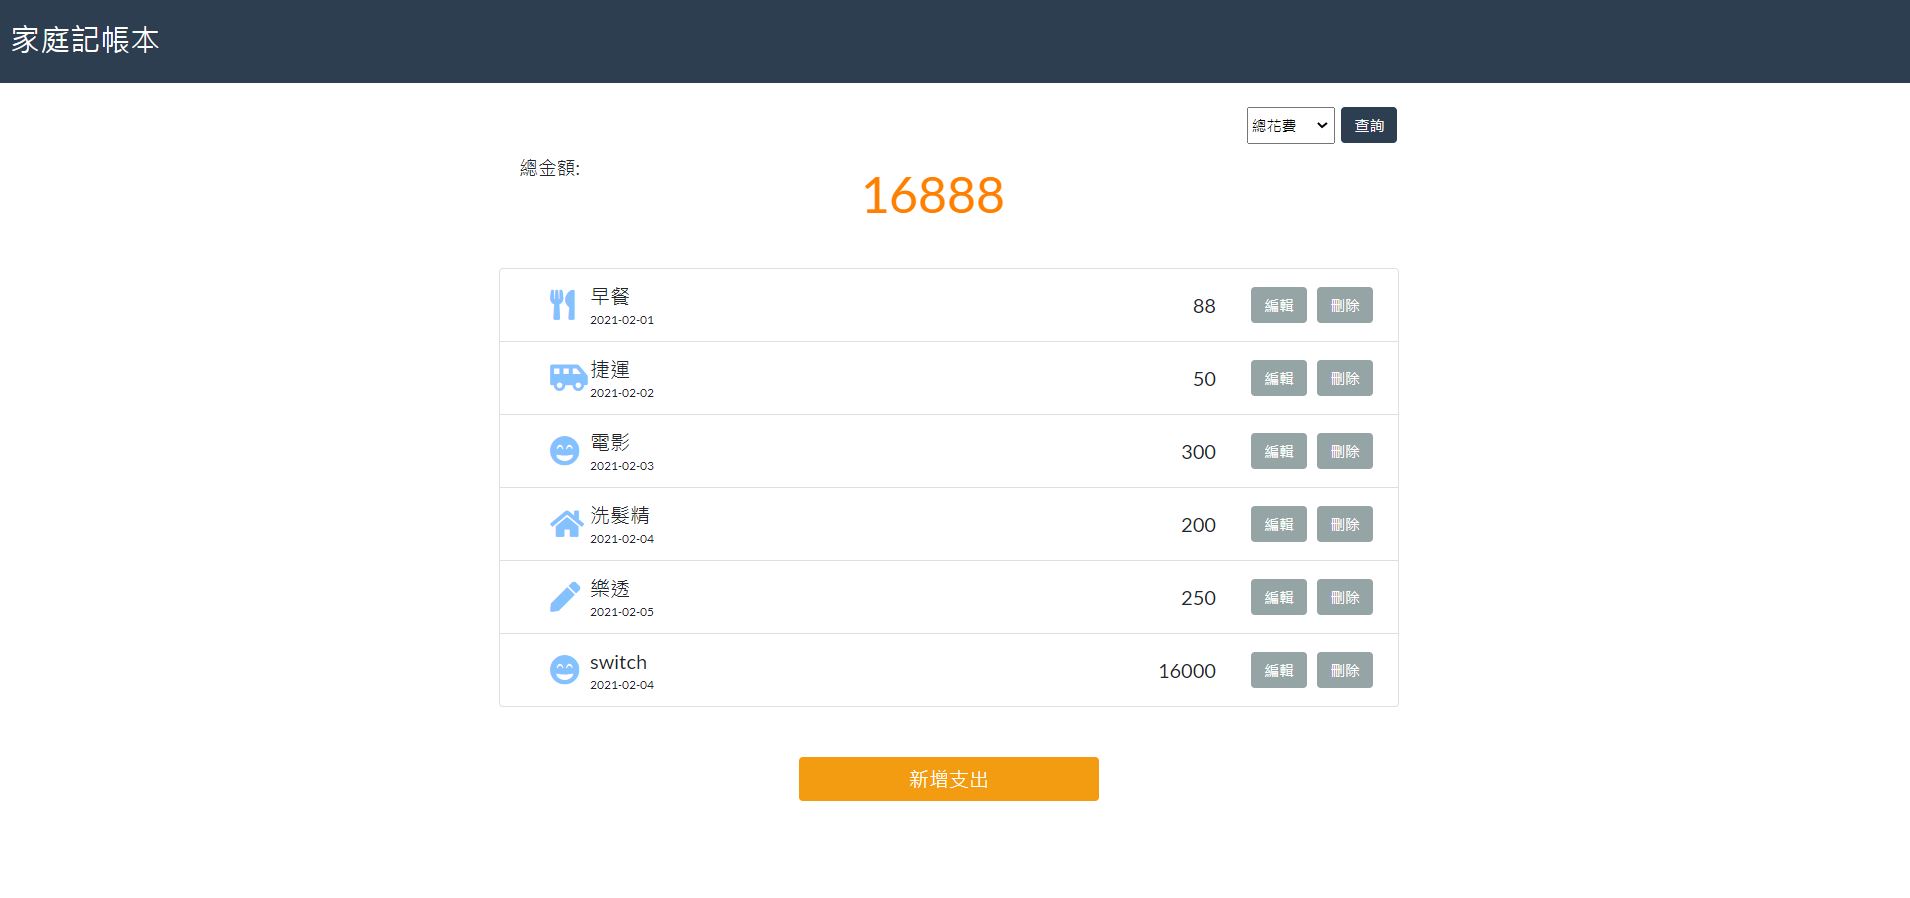 家庭記帳本
總花費 查詢
總金額:
16888
早餐
2021-02-01
88 編輯 刪除
捷運
2021-02-02
50 編輯 刪除
電影
2021-02-03
300 編輯 刪除
洗髮精
2021-02-04
200 編輯 刪除
樂透
2021-02-05
250 編輯 刪除
switch
2021-02-04
16000 編輯 刪除
新增支出